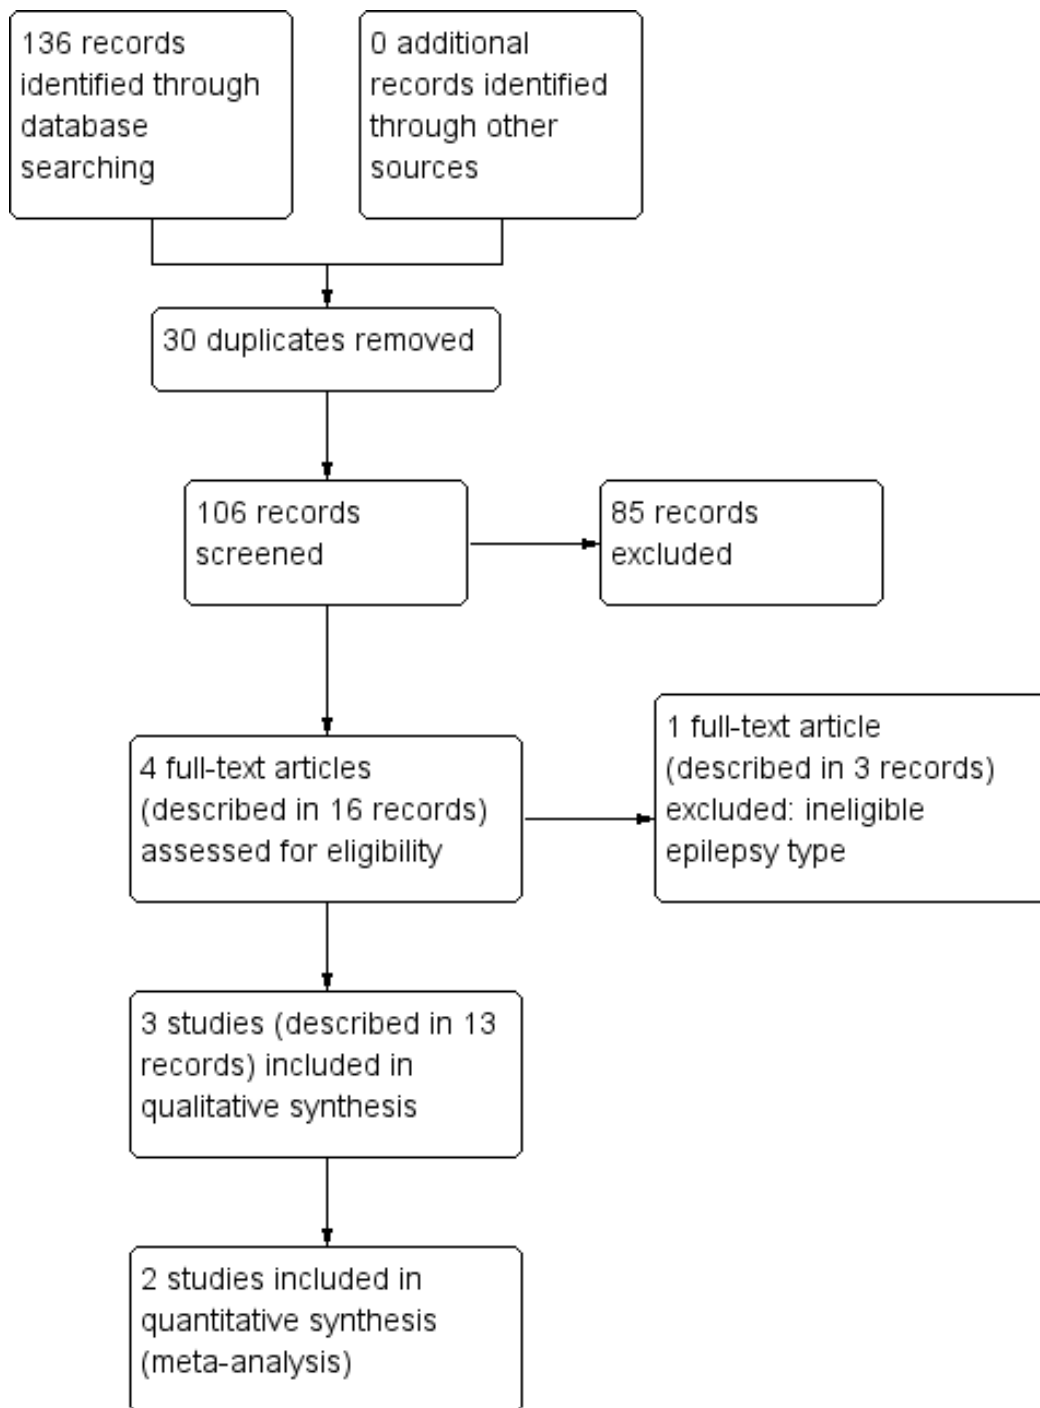 136 records
identified through
database
searching
0 additional
records identified
through other
sources
30 duplicates removed
106 records
screened
85 records
excluded
4 full-text articles
(described in 16 records)
assessed for eligibility
1 full-text article
(described in 3 records)
excluded: ineligible
epilepsy type
3 studies (described in 13
records) included in
qualitative synthesis
2 studies included in
quantitative synthesis
(meta-analysis)